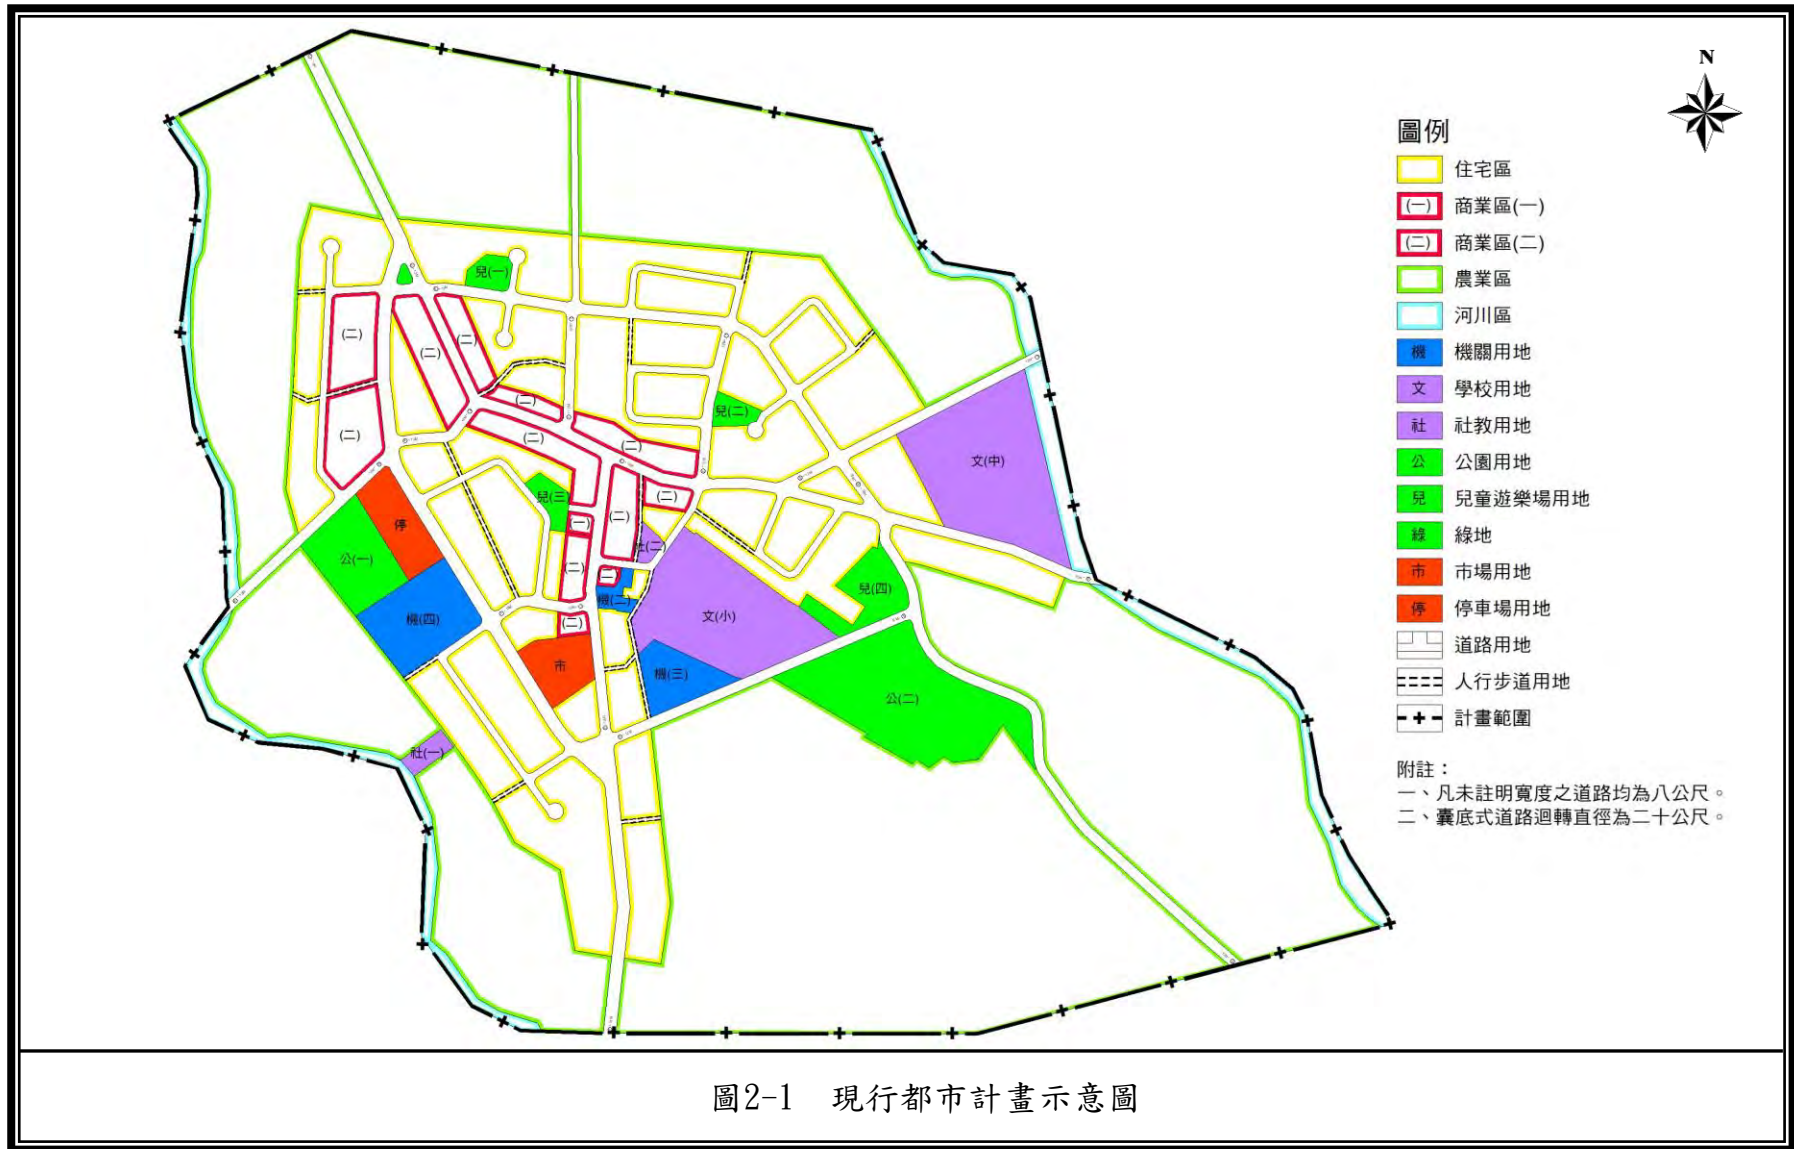 N
圖例
住宅區
(一) 商業區(一)
(二) 商業區(二)
農業區
河川區
機 機關用地
文 學校用地
社 社教用地
公 公園用地
兒 兒童遊樂場用地
綠 綠地
市 市場用地
停 停車場用地
道路用地
人行步道用地
計畫範圍
附註：
一、凡未註明寬度之道路均為八公尺。
二、囊底式道路迴轉直徑為二十公尺。
兒(一)
(二)
(二)
(二)
(二)
兒(二)
(二)
(二)
(二)
文(中)
(二)
兒(三)
(二)
停
(一)
(二)
社(二)
公(一)
(二)
(二)
兒(四)
機(二)
文(小)
機(四)
(二)
市
機(三)
公(二)
社(一)
圖2-1 現行都市計畫示意圖